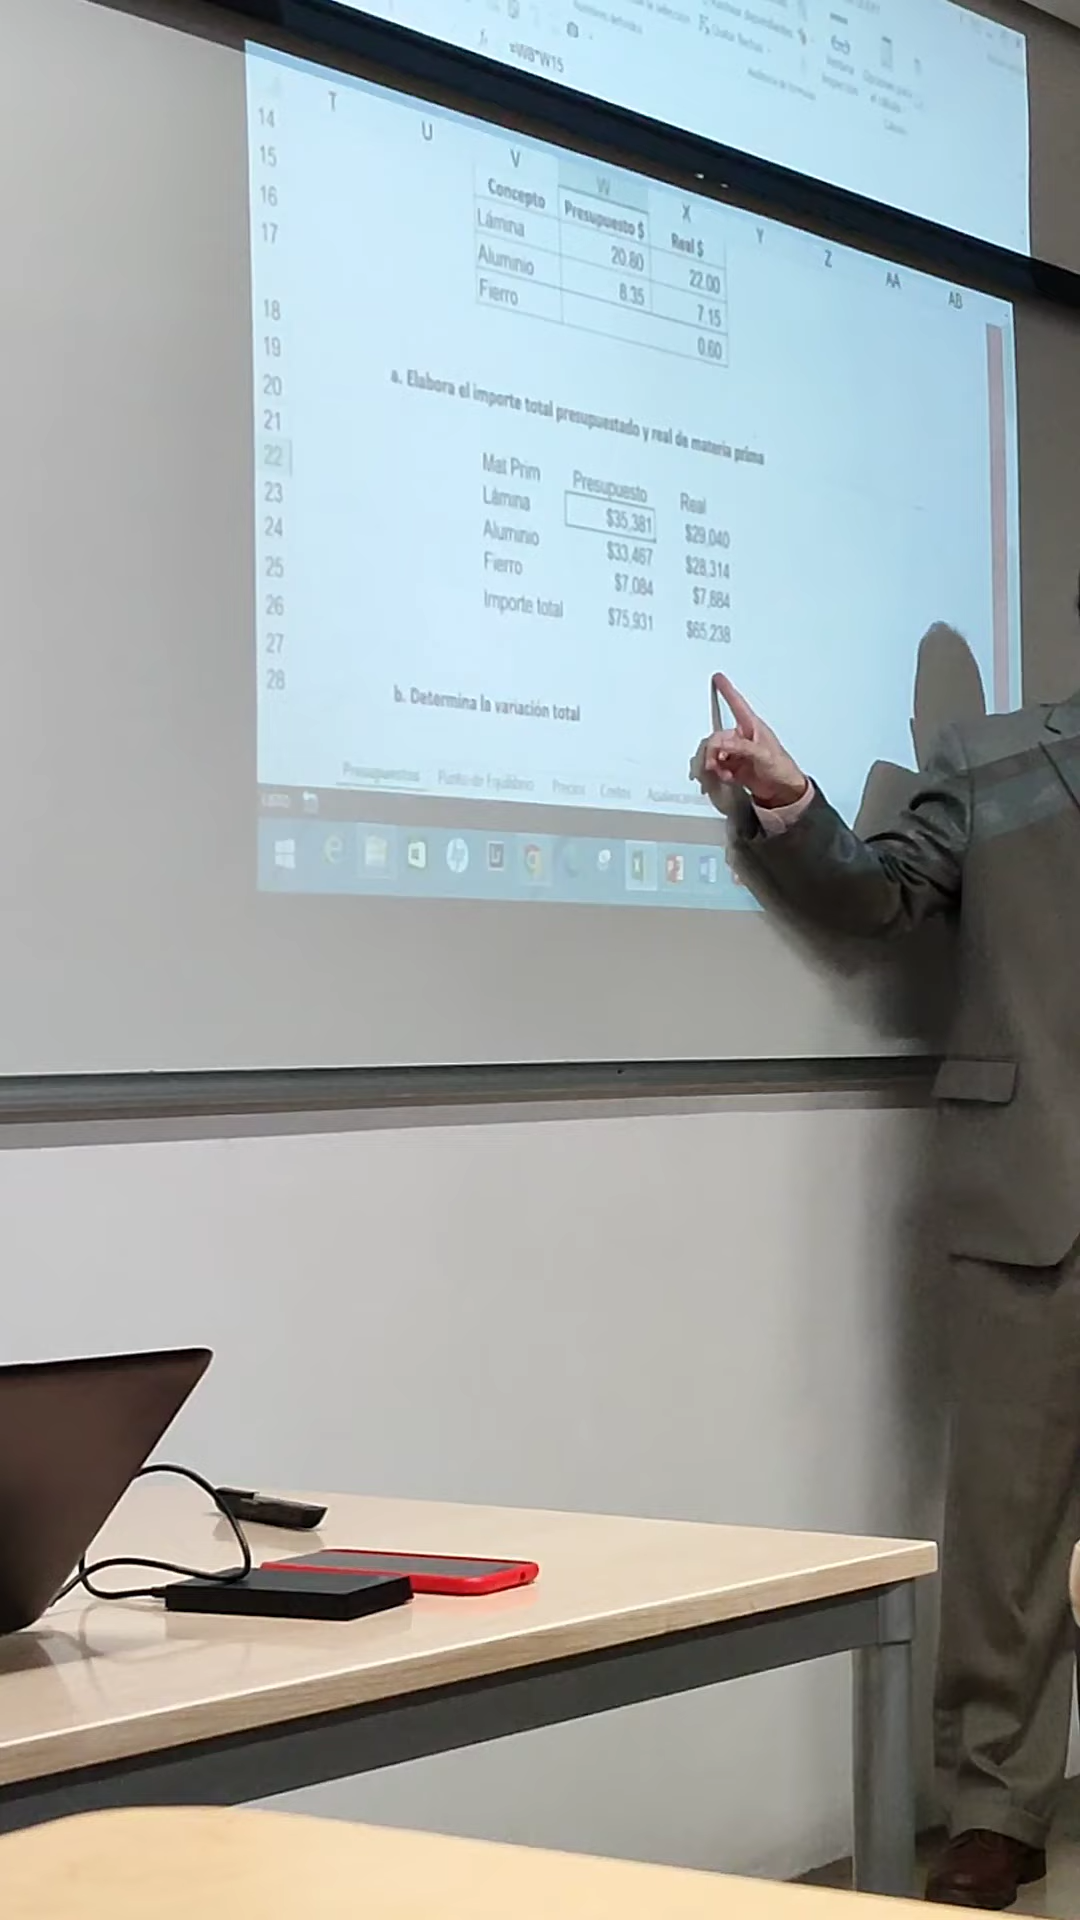 =W8*W15
T U V W X Y Z AA AB
14
15
16
17
18
19
20
21
22
23
24
25
26
27
28
Concepto Presupuesto $ Real $
Lámina 20.80 22.00
Aluminio 8.35 7.15
Fierro 0.60
a. Elabora el importe total presupuestado y real de materia prima
Mat Prim Presupuesto Real
Lámina $35,381 $29,040
Aluminio $33,467 $28,314
Fierro $7,084 $7,884
Importe total $75,931 $65,238
b. Determina la variación total
Presupuestos Punto de Equilibrio Precios Costos